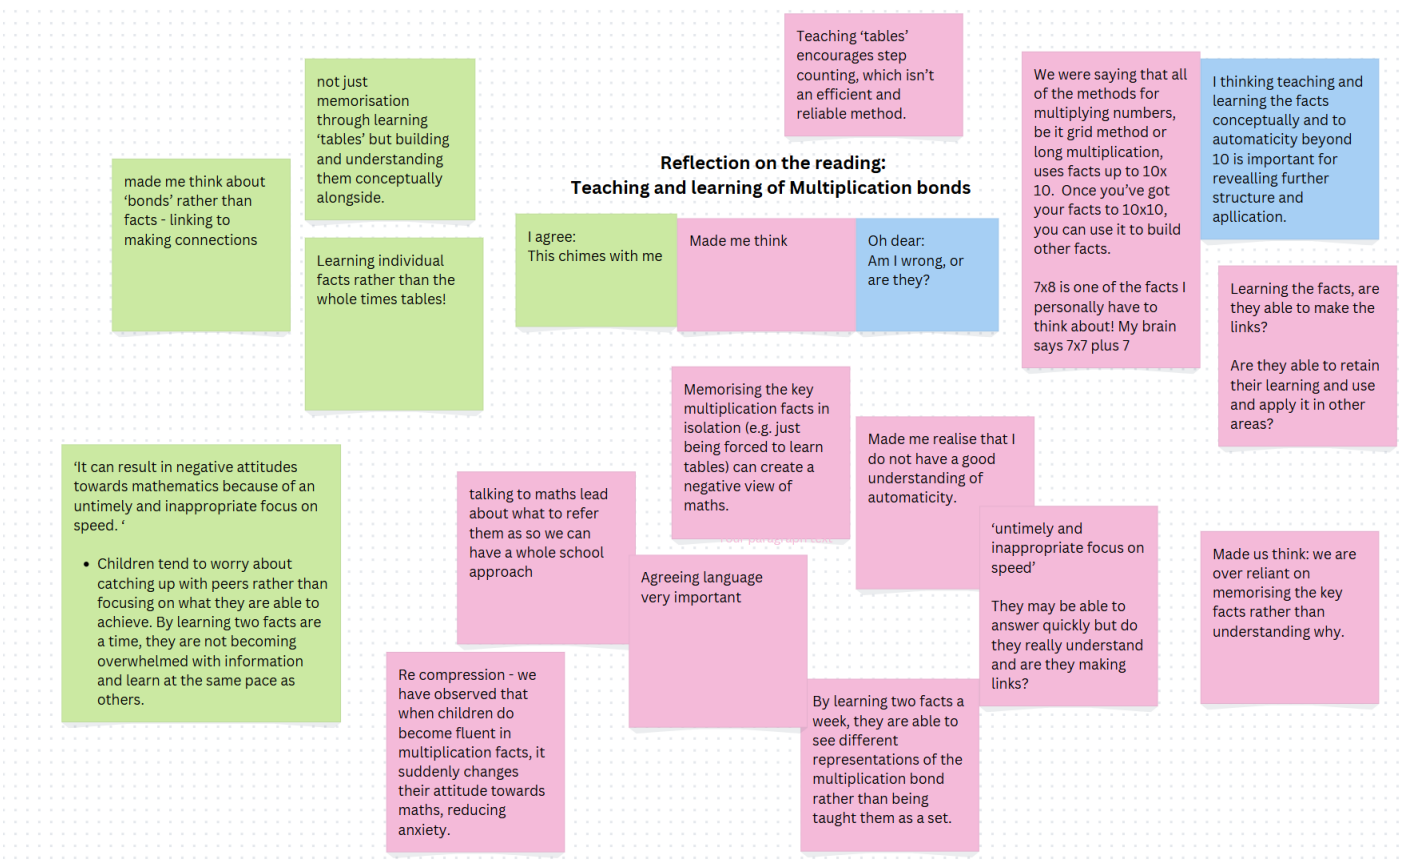 Teaching ‘tables’
encourages step
counting, which isn’t
an efficient and
reliable method.
not just
memorisation
through learning
‘tables’ but building
and understanding
them conceptually
alongside.
We were saying that all
of the methods for
multiplying numbers,
be it grid method or
long multiplication,
uses facts up to 10x
10.  Once you’ve got
your facts to 10x10,
you can use it to build
other facts.
7x8 is one of the facts I
personally have to
think about! My brain
says 7x7 plus 7
I thinking teaching and
learning the facts
conceptually and to
automaticity beyond
10 is important for
revealling further
structure and
apllication.
made me think about
‘bonds’ rather than
facts - linking to
making connections
Reflection on the reading:
Teaching and learning of Multiplication bonds
I agree:
This chimes with me
Made me think
Oh dear:
Am I wrong, or
are they?
Learning individual
facts rather than the
whole times tables!
Learning the facts, are
they able to make the
links?
Are they able to retain
their learning and use
and apply it in other
areas?
Memorising the key
multiplication facts in
isolation (e.g. just
being forced to learn
tables) can create a
negative view of
maths.
Made me realise that I
do not have a good
understanding of
automaticity.
‘It can result in negative attitudes
towards mathematics because of an
untimely and inappropriate focus on
speed. ‘
• Children tend to worry about
catching up with peers rather than
focusing on what they are able to
achieve. By learning two facts are
a time, they are not becoming
overwhelmed with information
and learn at the same pace as
others.
talking to maths lead
about what to refer
them as so we can
have a whole school
approach
Your paragraph text
Agreeing language
very important
‘untimely and
inappropriate focus on
speed’
They may be able to
answer quickly but do
they really understand
and are they making
links?
Made us think: we are
over reliant on
memorising the key
facts rather than
understanding why.
Re compression - we
have observed that
when children do
become fluent in
multiplication facts, it
suddenly changes
their attitude towards
maths, reducing
anxiety.
By learning two facts a
week, they are able to
see different
representations of the
multiplication bond
rather than being
taught them as a set.